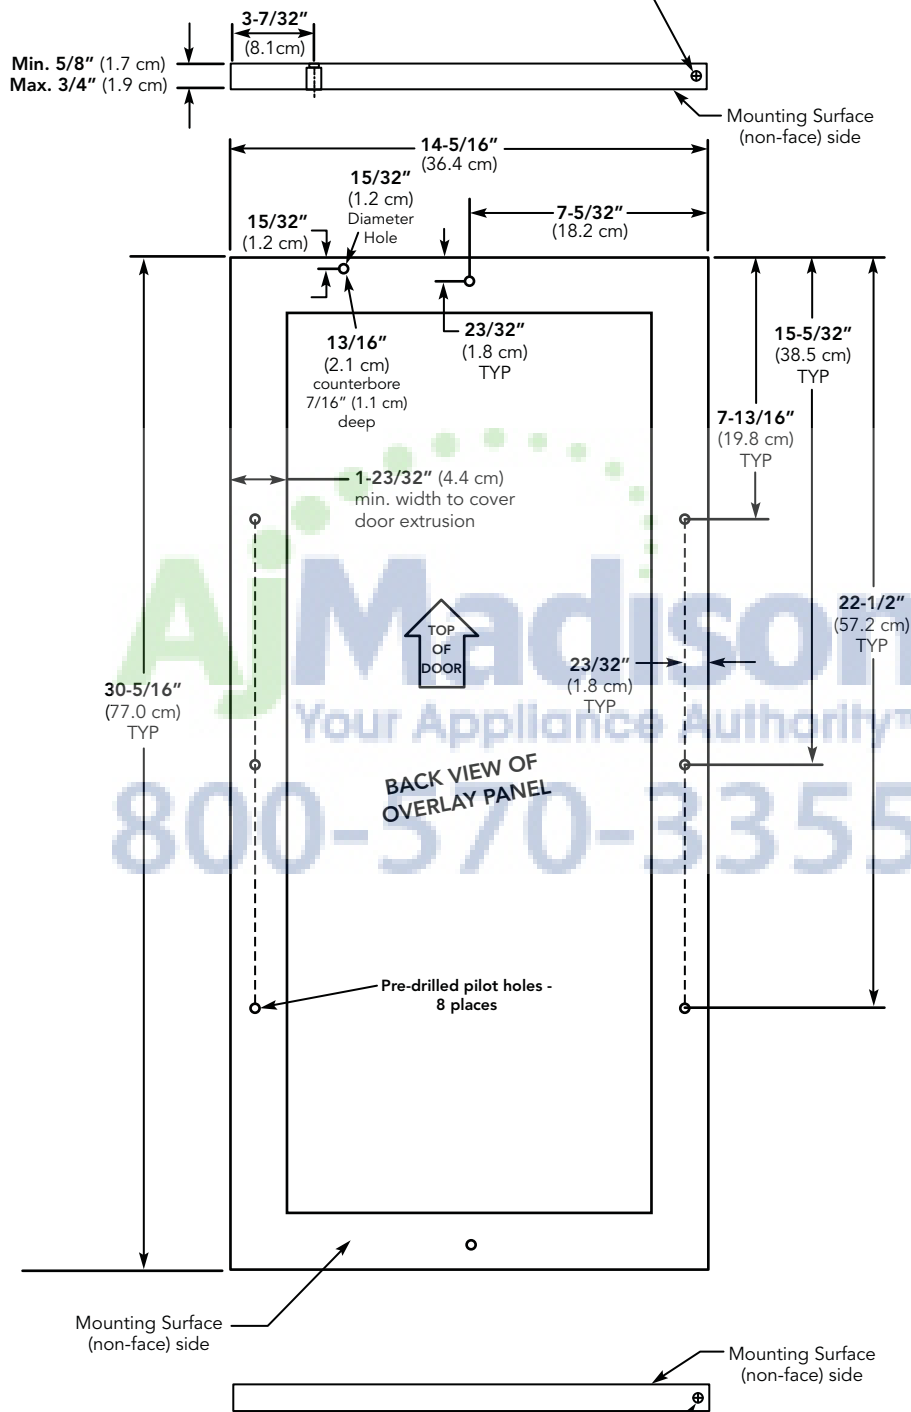 3-7/32"
(8.1cm)
Min. 5/8" (1.7 cm)
Max. 3/4" (1.9 cm)
Mounting Surface
(non-face) side
14-5/16"
(36.4 cm)
15/32"
(1.2 cm)
Diameter
Hole
15/32"
(1.2 cm)
7-5/32"
(18.2 cm)
13/16"
(2.1 cm)
counterbore
7/16" (1.1 cm)
deep
23/32"
(1.8 cm)
TYP
15-5/32"
(38.5 cm)
TYP
7-13/16"
(19.8 cm)
TYP
1-23/32" (4.4 cm)
min. width to cover
door extrusion
AjMadison
22-1/2"
(57.2 cm)
TYP
TOP
OF
DOOR
23/32"
(1.8 cm)
TYP
30-5/16"
(77.0 cm)
TYP
Your Appliance Authority™
BACK VIEW OF
OVERLAY PANEL
800-570-3355
Pre-drilled pilot holes -
8 places
Mounting Surface
(non-face) side
Mounting Surface
(non-face) side